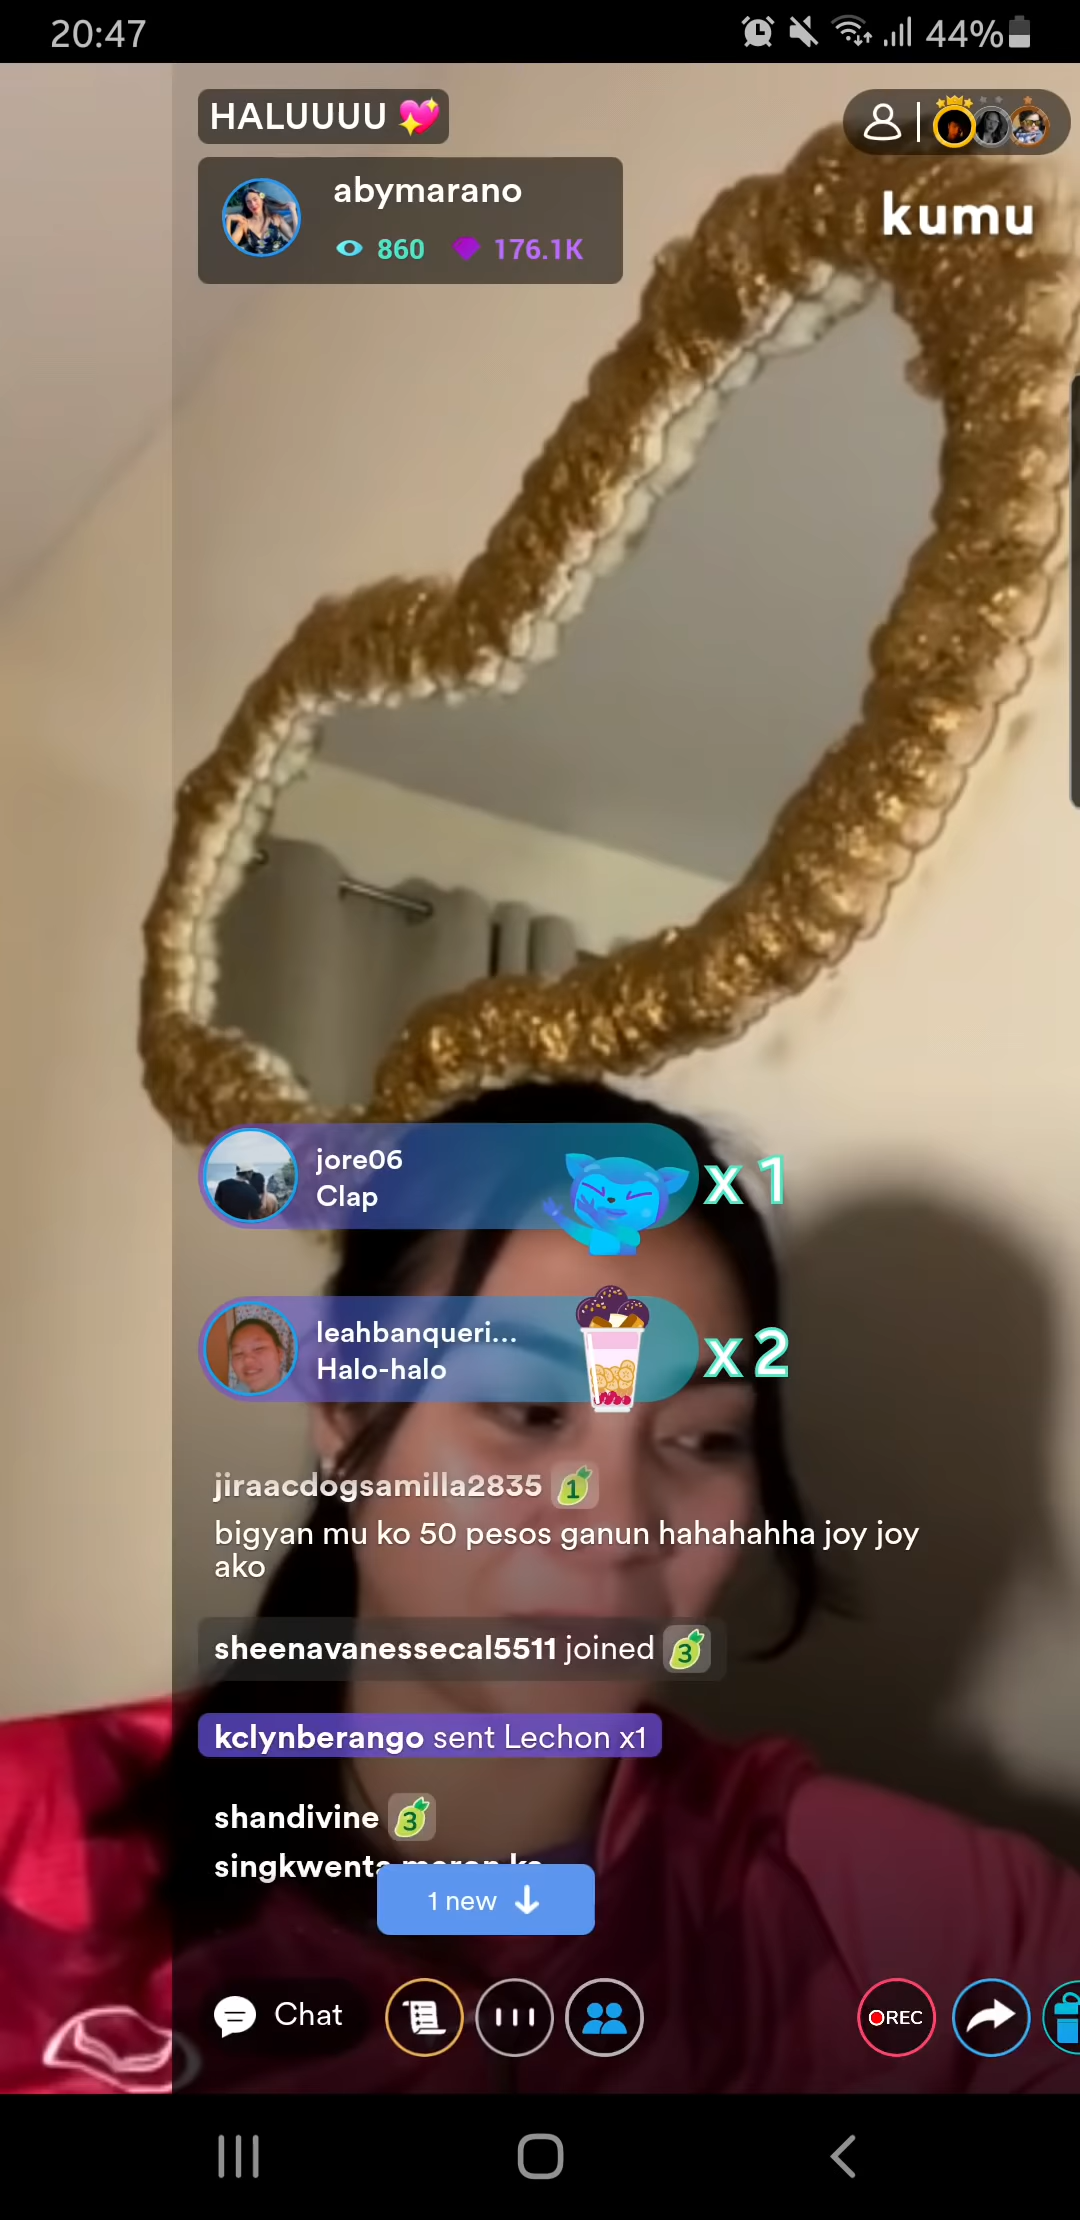 20:47
44%
HALUUUU 💖
abymarano
860 176.1K
kumu
jore06
Clap
x 1
leahbanqueri...
Halo-halo
x 2
jiraacdogsamilla2835 1
bigyan mu ko 50 pesos ganun hahahahha joy joy
ako
sheenavanessecal5511 joined 3
kclynberango sent Lechon x1
shandivine 3
singkwenta meron ka
1 new ↓
Chat
REC